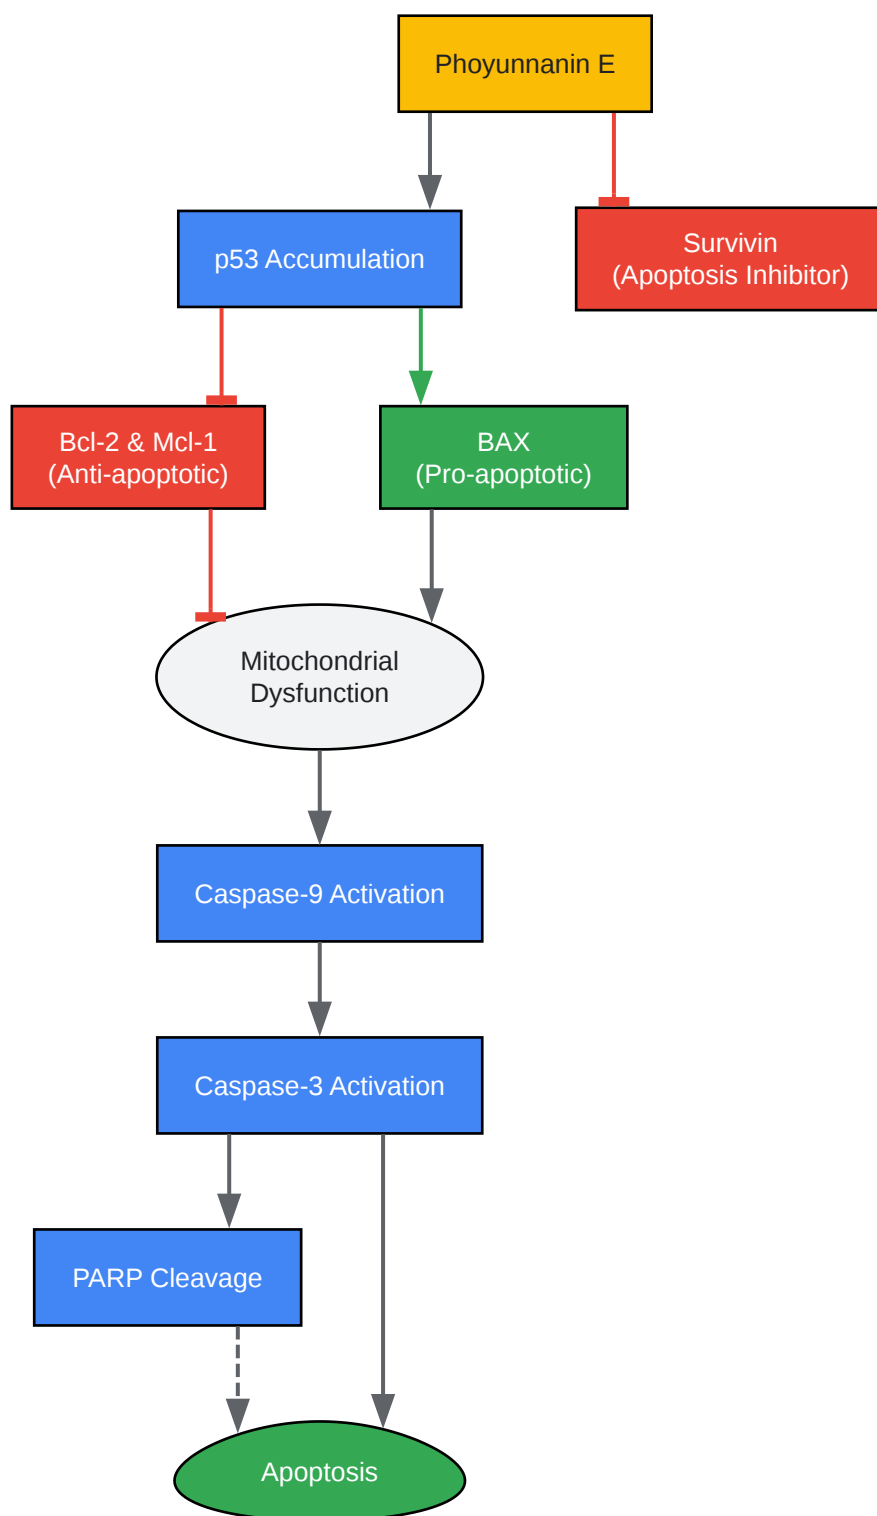 Phoyunnanin E
p53 Accumulation
Survivin
(Apoptosis Inhibitor)
Bcl-2 & Mcl-1
(Anti-apoptotic)
BAX
(Pro-apoptotic)
Mitochondrial
Dysfunction
Caspase-9 Activation
Caspase-3 Activation
PARP Cleavage
Apoptosis